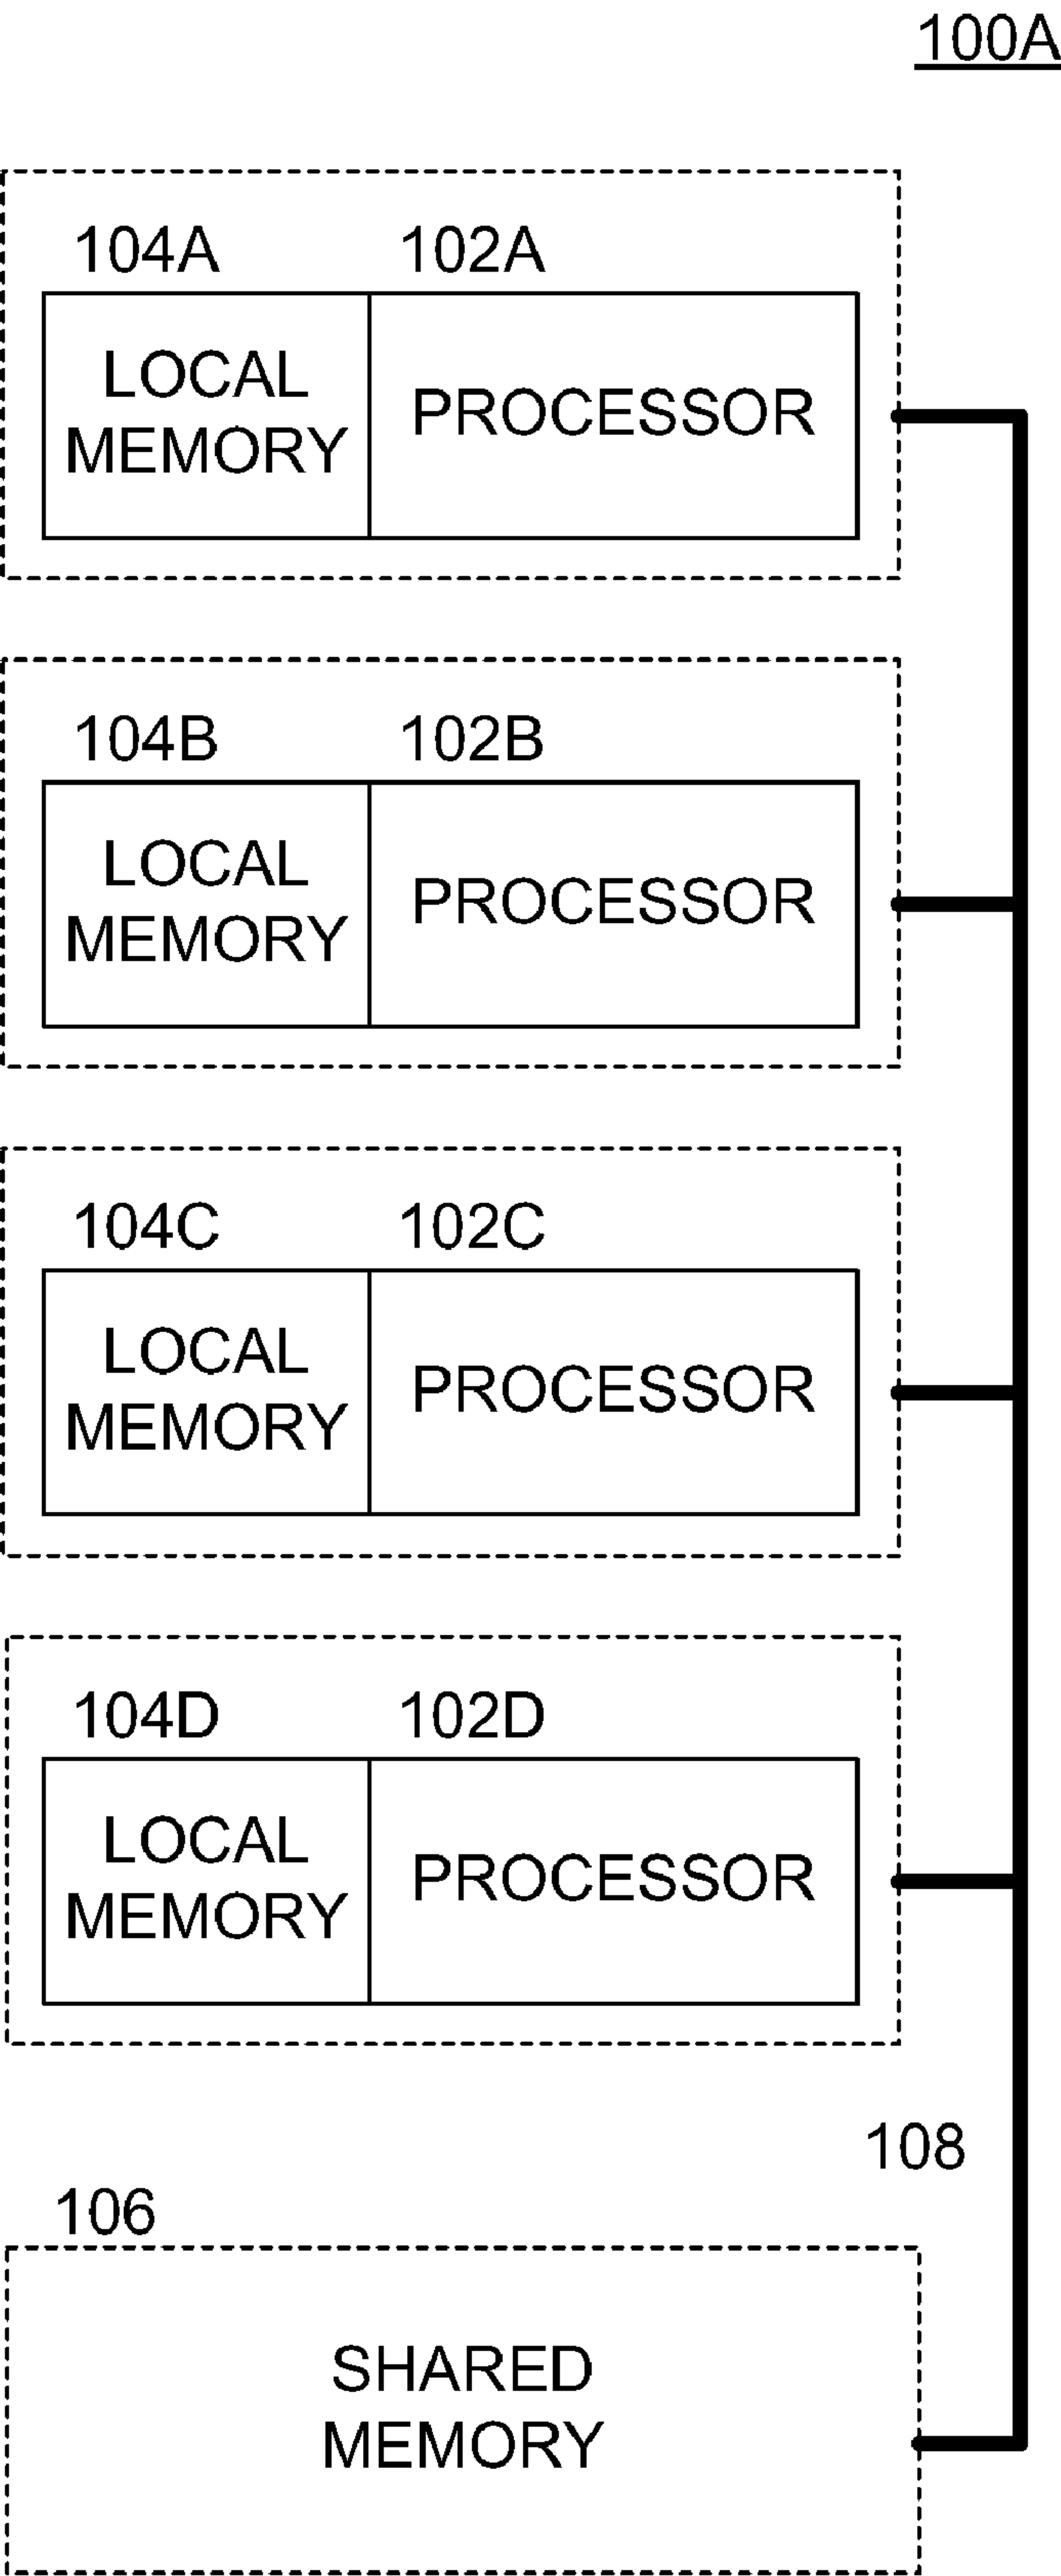 100A
104A 102A
LOCAL
MEMORY
PROCESSOR
104B 102B
LOCAL
MEMORY
PROCESSOR
104C 102C
LOCAL
MEMORY
PROCESSOR
104D 102D
LOCAL
MEMORY
PROCESSOR
108
106
SHARED
MEMORY